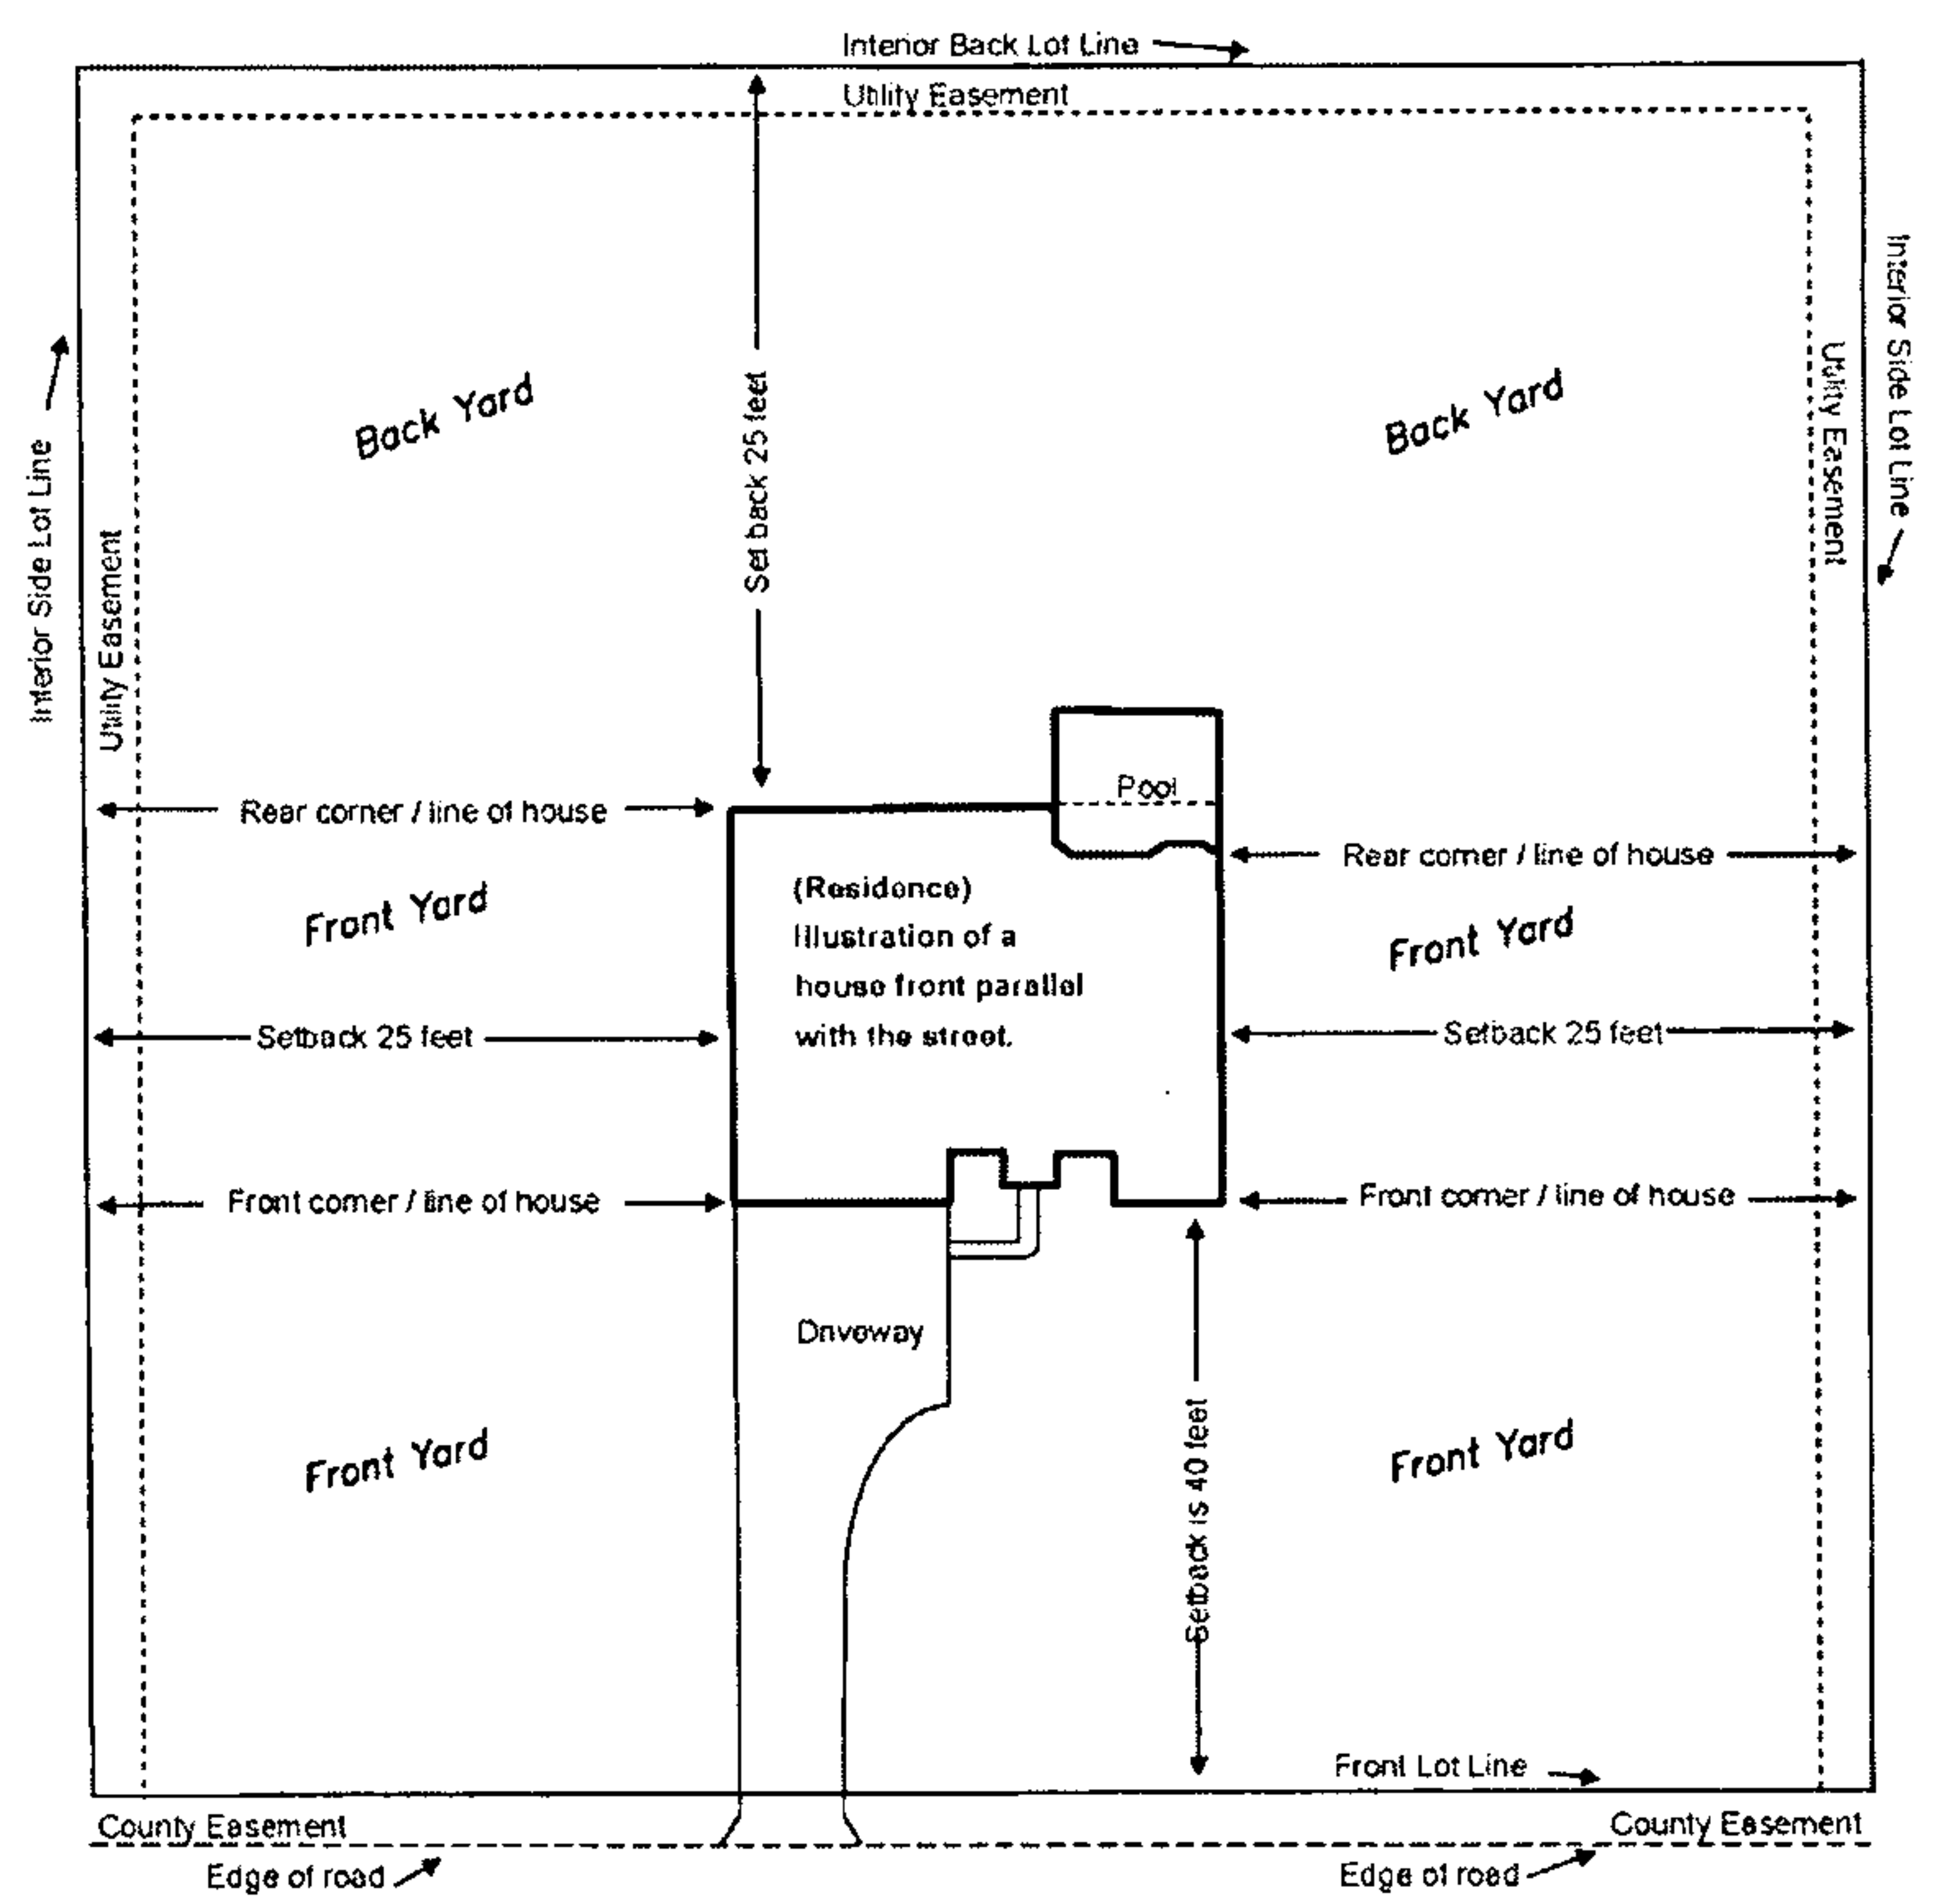 Interior Back Lot Line
Utility Easement
Interior Side Lot Line
Utility Easement
Back Yard
Setback 25 feet
Back Yard
Utility Easement
Interior Side Lot Line
Pool
Rear corner / line of house
Rear corner / line of house
(Residence)
Illustration of a
house front parallel
with the street.
Front Yard
Front Yard
Setback 25 feet
Setback 25 feet
Front corner / line of house
Front corner / line of house
Driveway
Front Yard
Setback is 40 feet
Front Yard
Front Lot Line
County Easement
County Easement
Edge of road
Edge of road